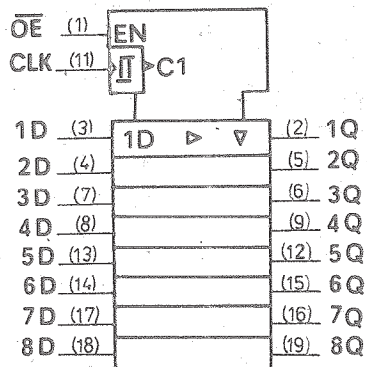 OE (1) EN
CLK (11) C1
1D (3) 1D (2) 1Q
2D (4) (5) 2Q
3D (7) (6) 3Q
4D (8) (9) 4Q
5D (13) (12) 5Q
6D (14) (15) 6Q
7D (17) (16) 7Q
8D (18) (19) 8Q